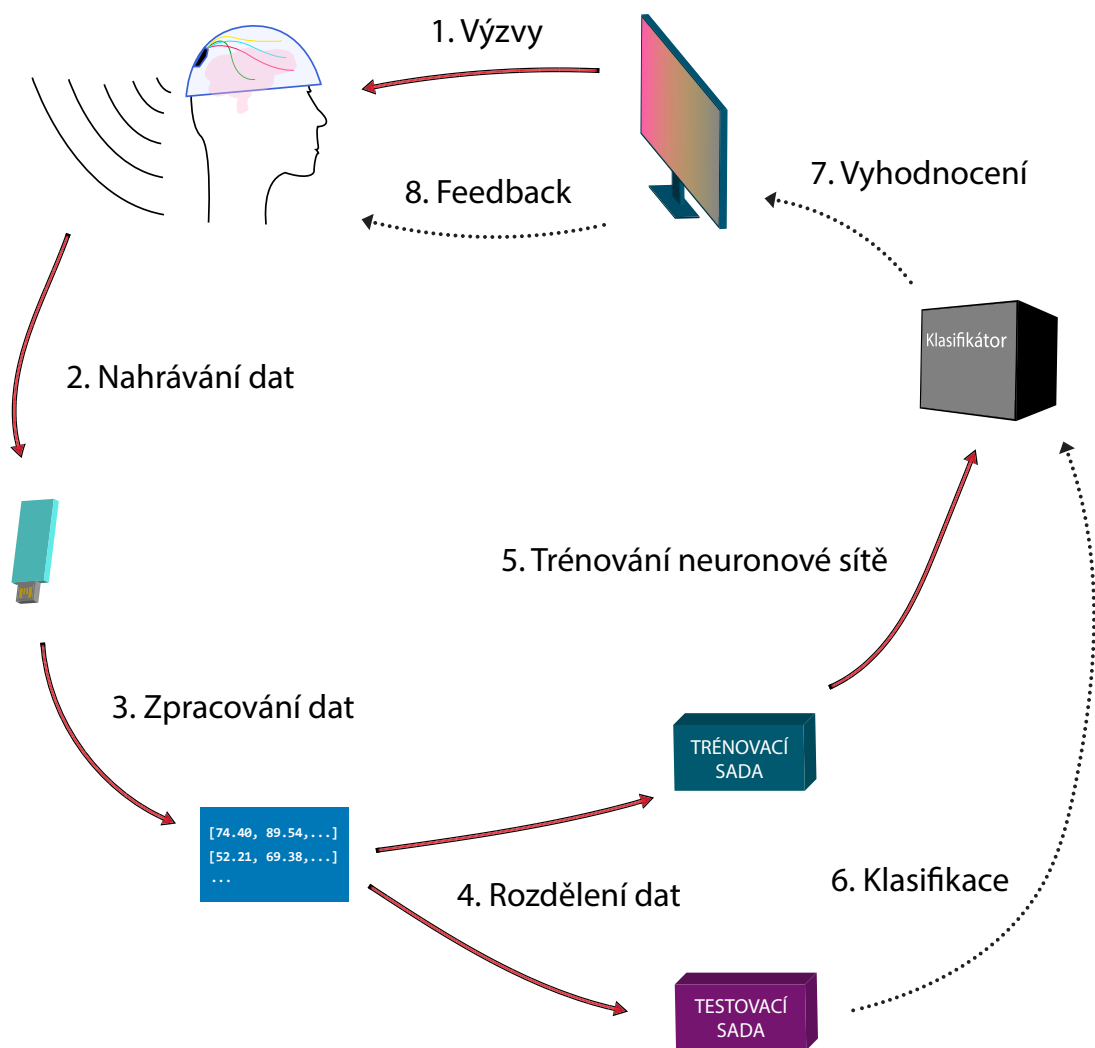 1. Výzvy
8. Feedback
7. Vyhodnocení
Klasifikátor
2. Nahrávání dat
5. Trénování neuronové sítě
3. Zpracování dat
TRÉNOVACÍ
SADA
[74.40, 89.54,...]
[52.21, 69.38,...]
...
4. Rozdělení dat
6. Klasifikace
TESTOVACÍ
SADA